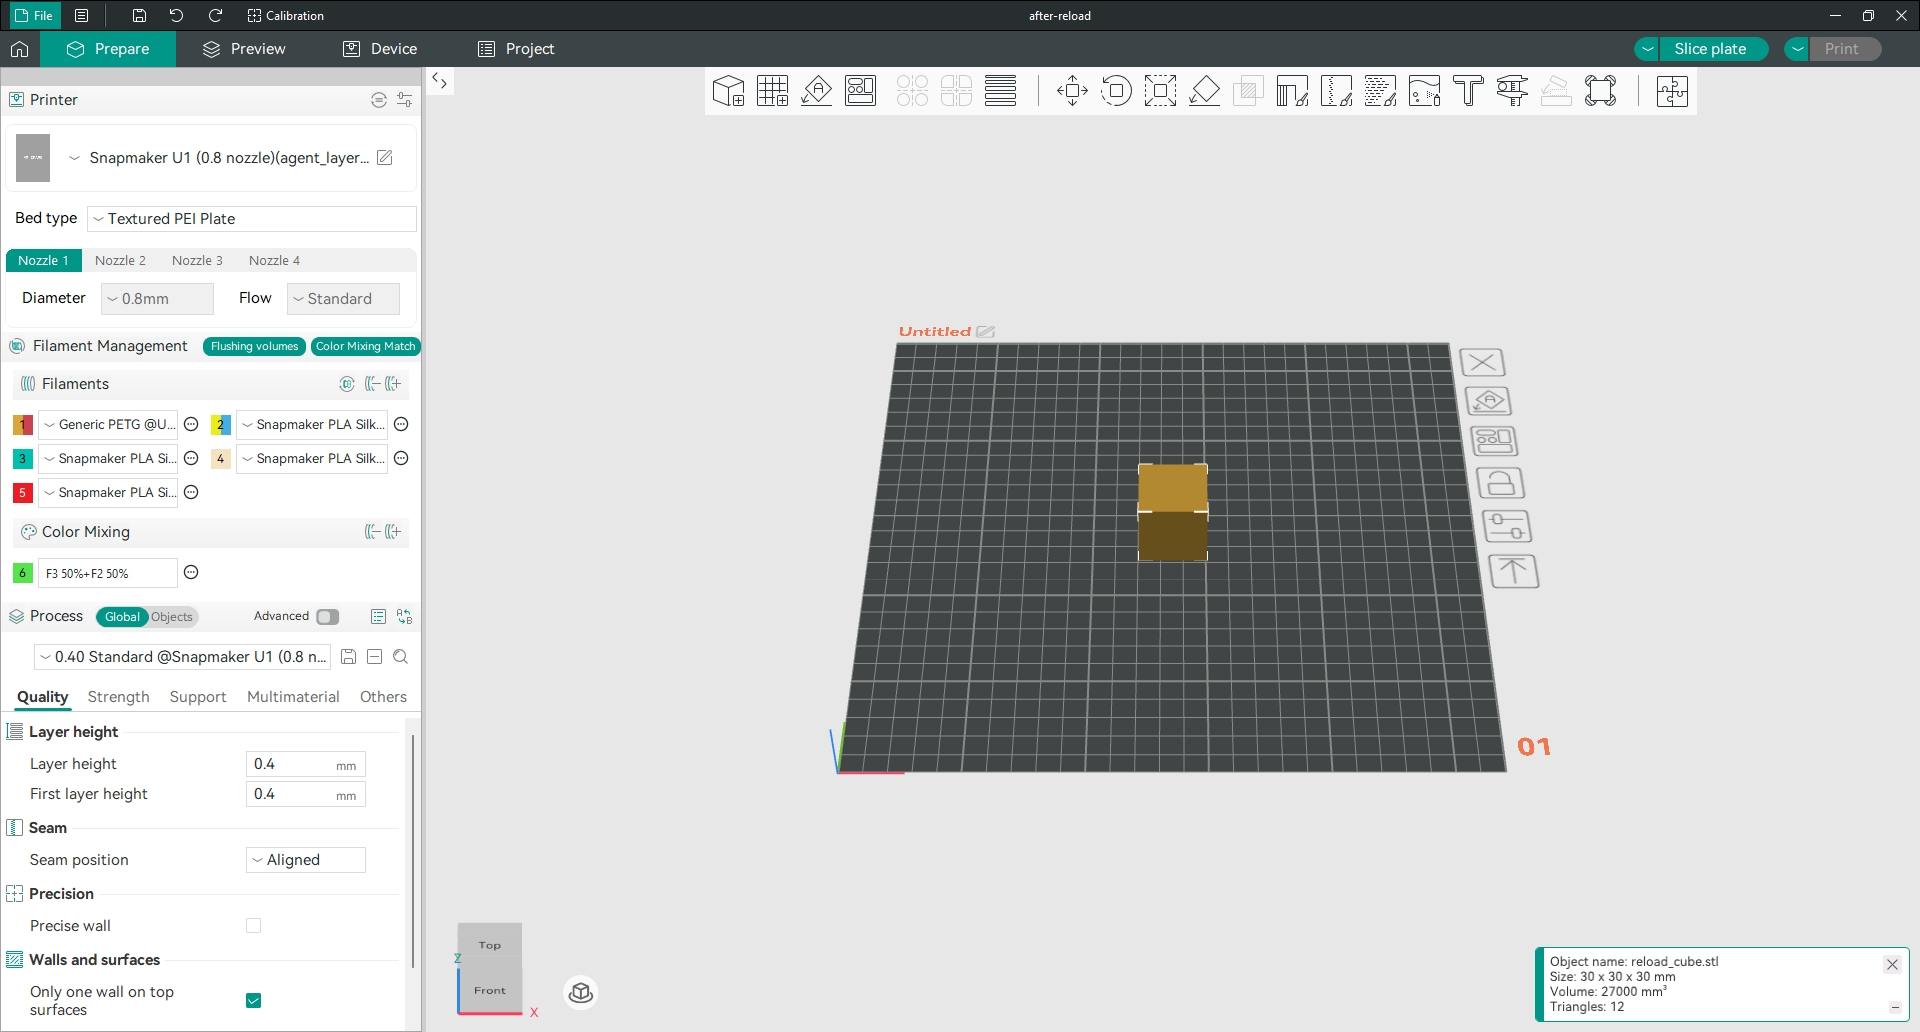 File
Calibration
after-reload
Prepare
Preview
Device
Project
Slice plate
Print
Printer
Snapmaker U1 (0.8 nozzle)(agent_layer...
Bed type
Textured PEI Plate
Nozzle 1
Nozzle 2
Nozzle 3
Nozzle 4
Diameter
0.8mm
Flow
Standard
Filament Management
Flushing volumes
Color Mixing Match
Filaments
1
Generic PETG @U...
2
Snapmaker PLA Silk...
3
Snapmaker PLA Si...
4
Snapmaker PLA Silk...
5
Snapmaker PLA Si...
Color Mixing
6
F3 50%+F2 50%
Process
Global
Objects
Advanced
0.40 Standard @Snapmaker U1 (0.8 n...
Quality
Strength
Support
Multimaterial
Others
Layer height
Layer height
0.4
mm
First layer height
0.4
mm
Seam
Seam position
Aligned
Precision
Precise wall
Walls and surfaces
Only one wall on top
surfaces
Untitled
01
Top
Z
Front
X
Object name: reload_cube.stl
Size: 30 x 30 x 30 mm
Volume: 27000 mm³
Triangles: 12